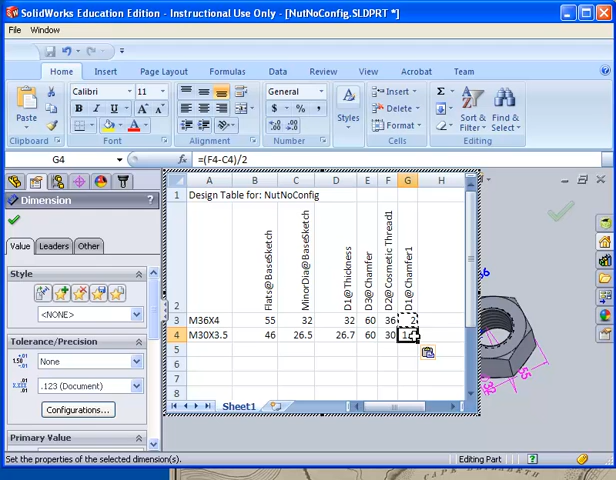 SolidWorks Education Edition - Instructional Use Only - [NutNoConfig.SLDPRT *]
File Window
Home Insert Page Layout Formulas Data Review View Acrobat Team
Calibri 11 General Insert
Paste B I U A A $ % , Styles Delete Sort & Filter Find & Select
.00 Format
Clipboard Font Alignment Number Cells Editing
G4 fx =(F4-C4)/2
A B C D E F G H
Dimension ?
1 Design Table for: NutNoConfig
Value Leaders Other
2 Flats@BaseSketch MinorDia@BaseSketch D1@Thickness D3@Chamfer D2@Cosmetic Thread1 D1@Chamfer1
Style
<NONE>
3 M36X4 55 32 32 60 36 2
4 M30X3.5 46 26.5 26.7 60 30
5
6
7
8
Tolerance/Precision
None
.123 (Document)
Configurations...
Sheet1
Primary Value
55
Set the properties of the selected dimension(s). Editing Part ?